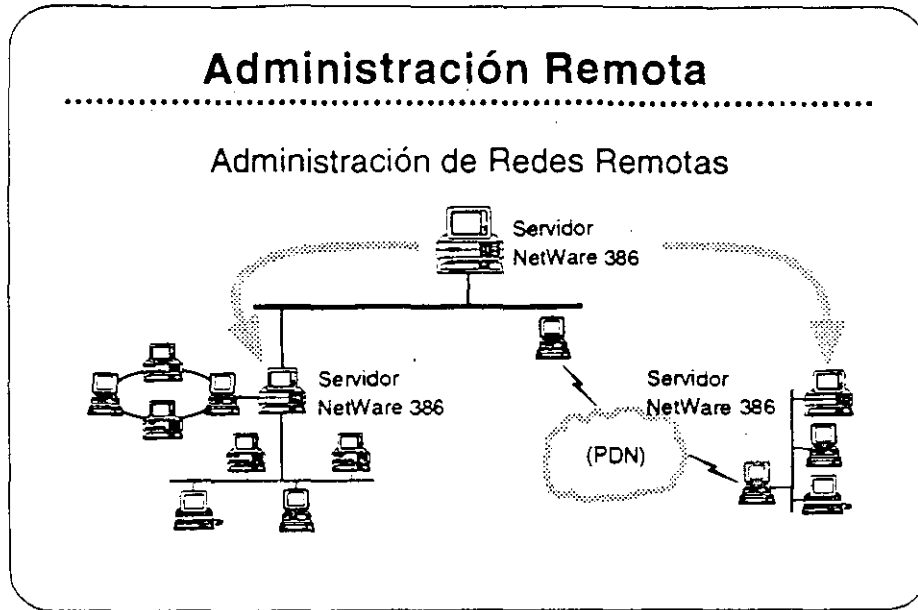 Administración Remota
Administración de Redes Remotas
Servidor
NetWare 386
Servidor
NetWare 386
Servidor
NetWare 386
(PDN)